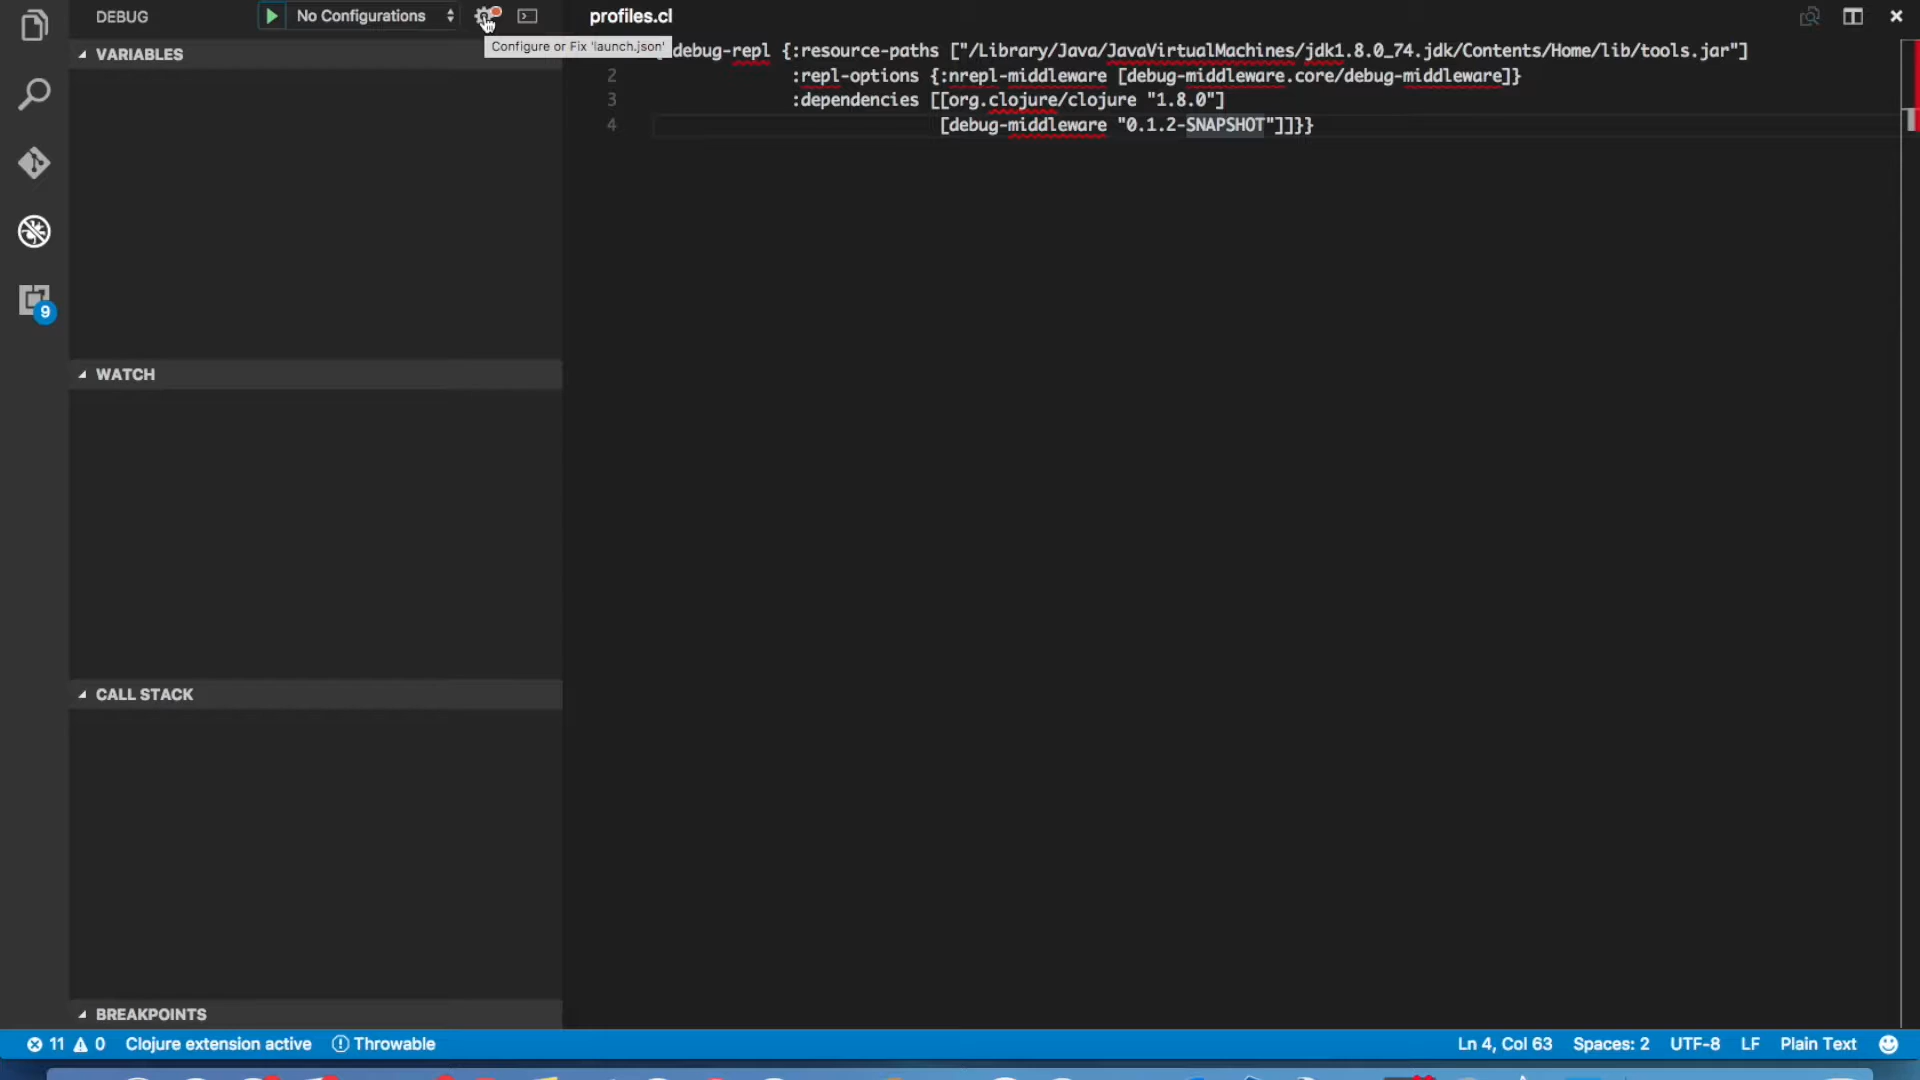 DEBUG
No Configurations
profiles.cl
Configure or Fix 'launch.json'
VARIABLES
debug-repl {:resource-paths ["/Library/Java/JavaVirtualMachines/jdk1.8.0_74.jdk/Contents/Home/lib/tools.jar"]
2 :repl-options {:nrepl-middleware [debug-middleware.core/debug-middleware]}
3 :dependencies [[org.clojure/clojure "1.8.0"]
4 [debug-middleware "0.1.2-SNAPSHOT"]]}}
9
WATCH
CALL STACK
BREAKPOINTS
11 0 Clojure extension active Throwable Ln 4, Col 63 Spaces: 2 UTF-8 LF Plain Text